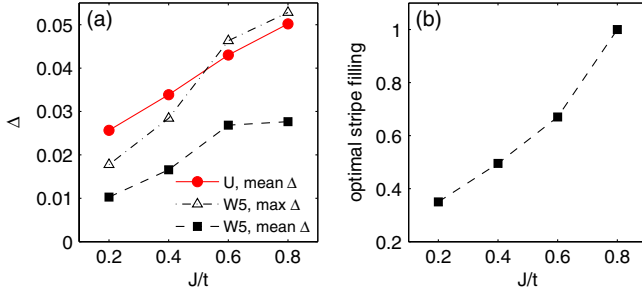 (a)
0.05
0.04
0.03
0.02
0.01
0
Δ
U, mean Δ
W5, max Δ
W5, mean Δ
0.2 0.4 0.6 0.8
J/t
(b)
1
0.8
0.6
0.4
0.2
optimal stripe filling
0.2 0.4 0.6 0.8
J/t